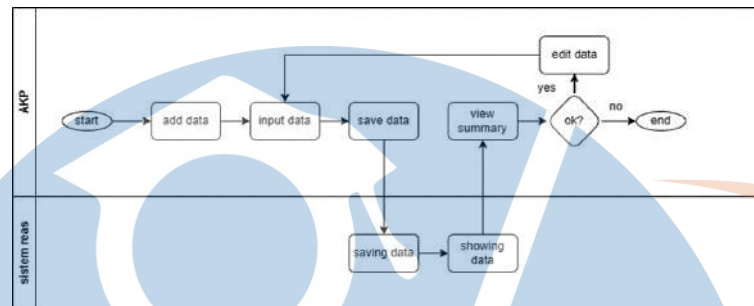 AKP
edit data
yes
start
add data
input data
save data
view
summary
ok?
no
end
sistem reas
saving data
showing
data